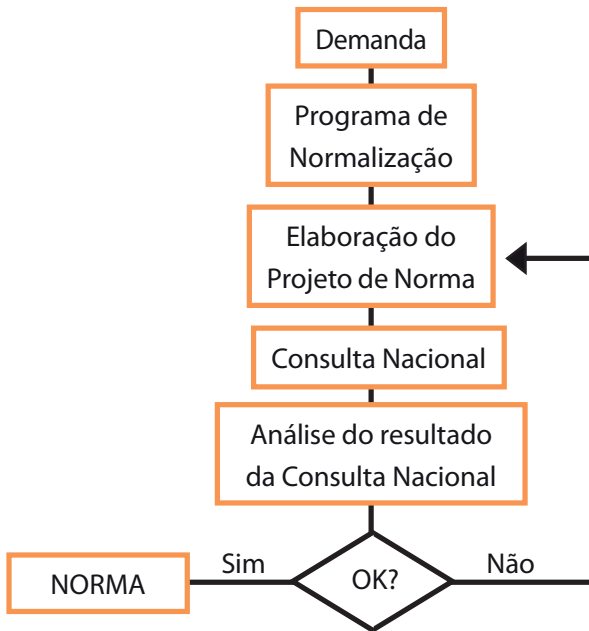 Demanda
Programa de
Normalização
Elaboração do
Projeto de Norma
Consulta Nacional
Análise do resultado
da Consulta Nacional
Sim
OK?
Não
NORMA